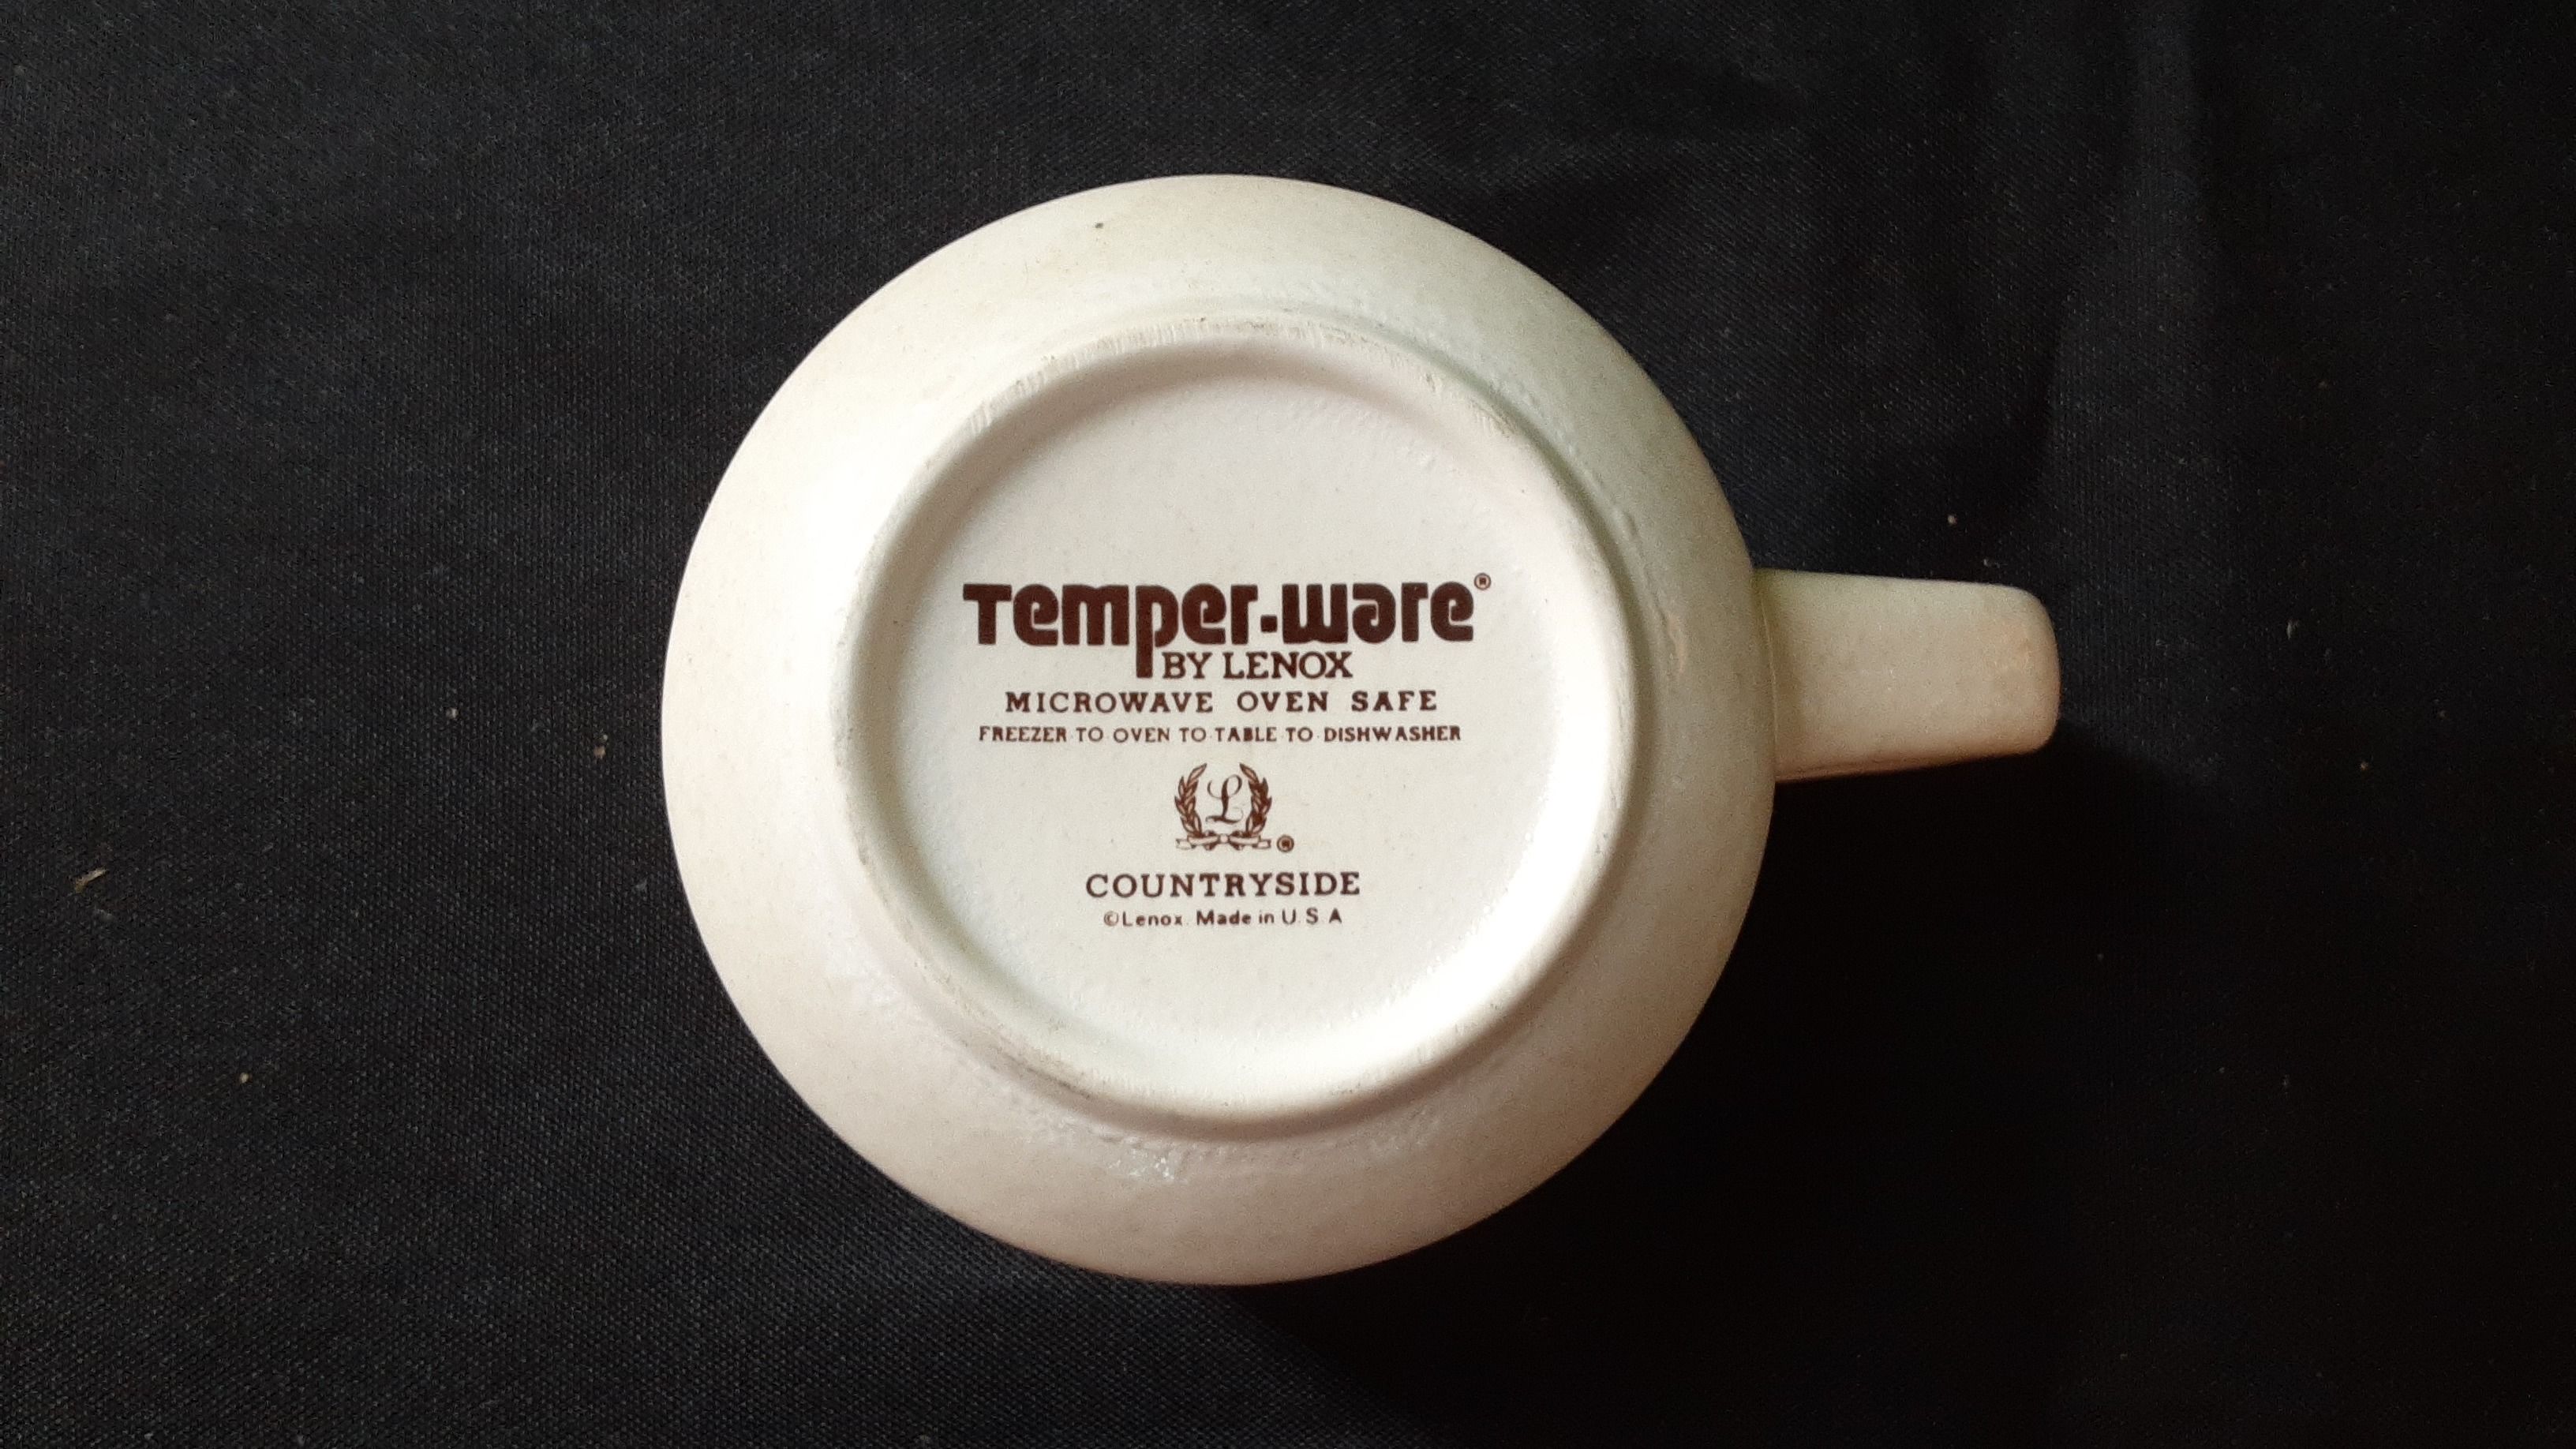 Temper-ware®
BY LENOX
MICROWAVE OVEN SAFE
FREEZER TO OVEN TO TABLE TO DISHWASHER
L ®
COUNTRYSIDE
©Lenox. Made in U.S.A